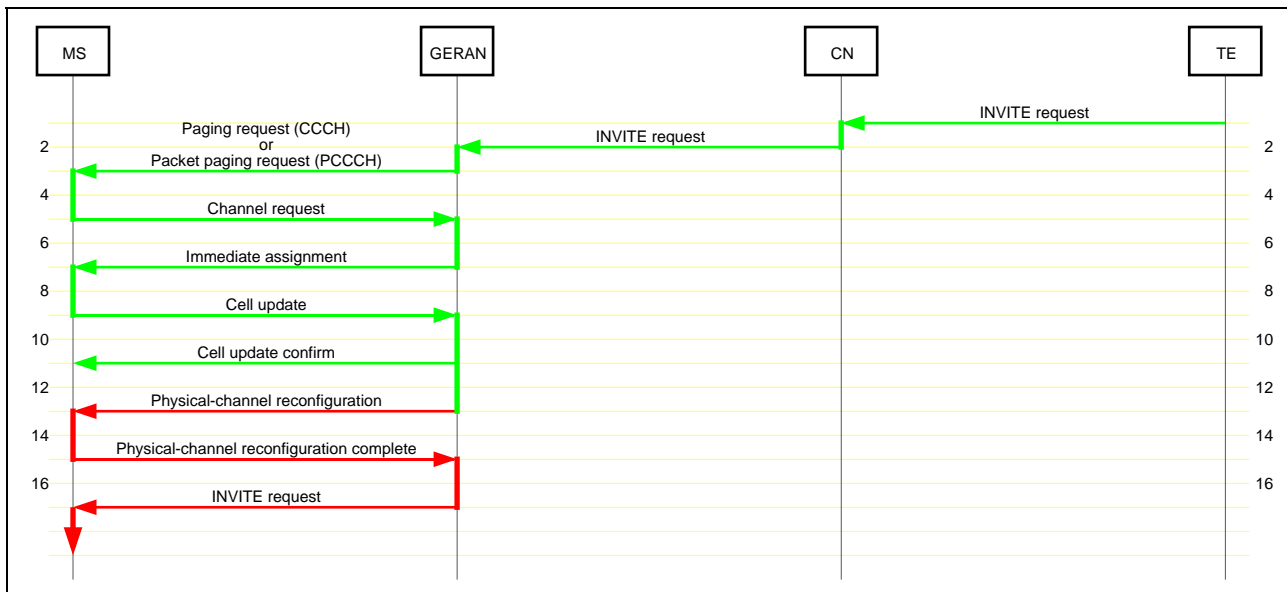 MS
GERAN
CN
TE
INVITE request
Paging request (CCCH)
or
INVITE request
2
2
Packet paging request (PCCCH)
4
4
Channel request
6
6
Immediate assignment
8
8
Cell update
10
10
Cell update confirm
12
12
Physical-channel reconfiguration
14
14
Physical-channel reconfiguration complete
16
16
INVITE request